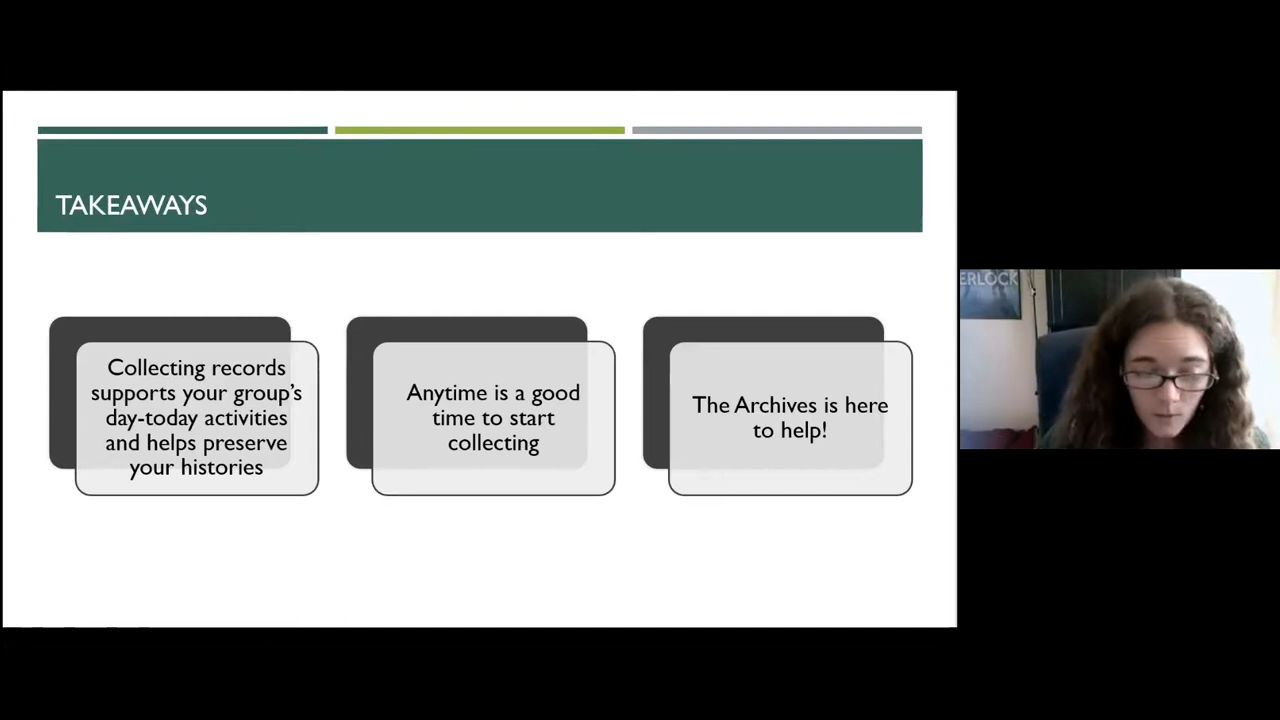 TAKEAWAYS
Collecting records
supports your group's
day-today activities
and helps preserve
your histories
Anytime is a good
time to start
collecting
The Archives is here
to help!
ERLOCK